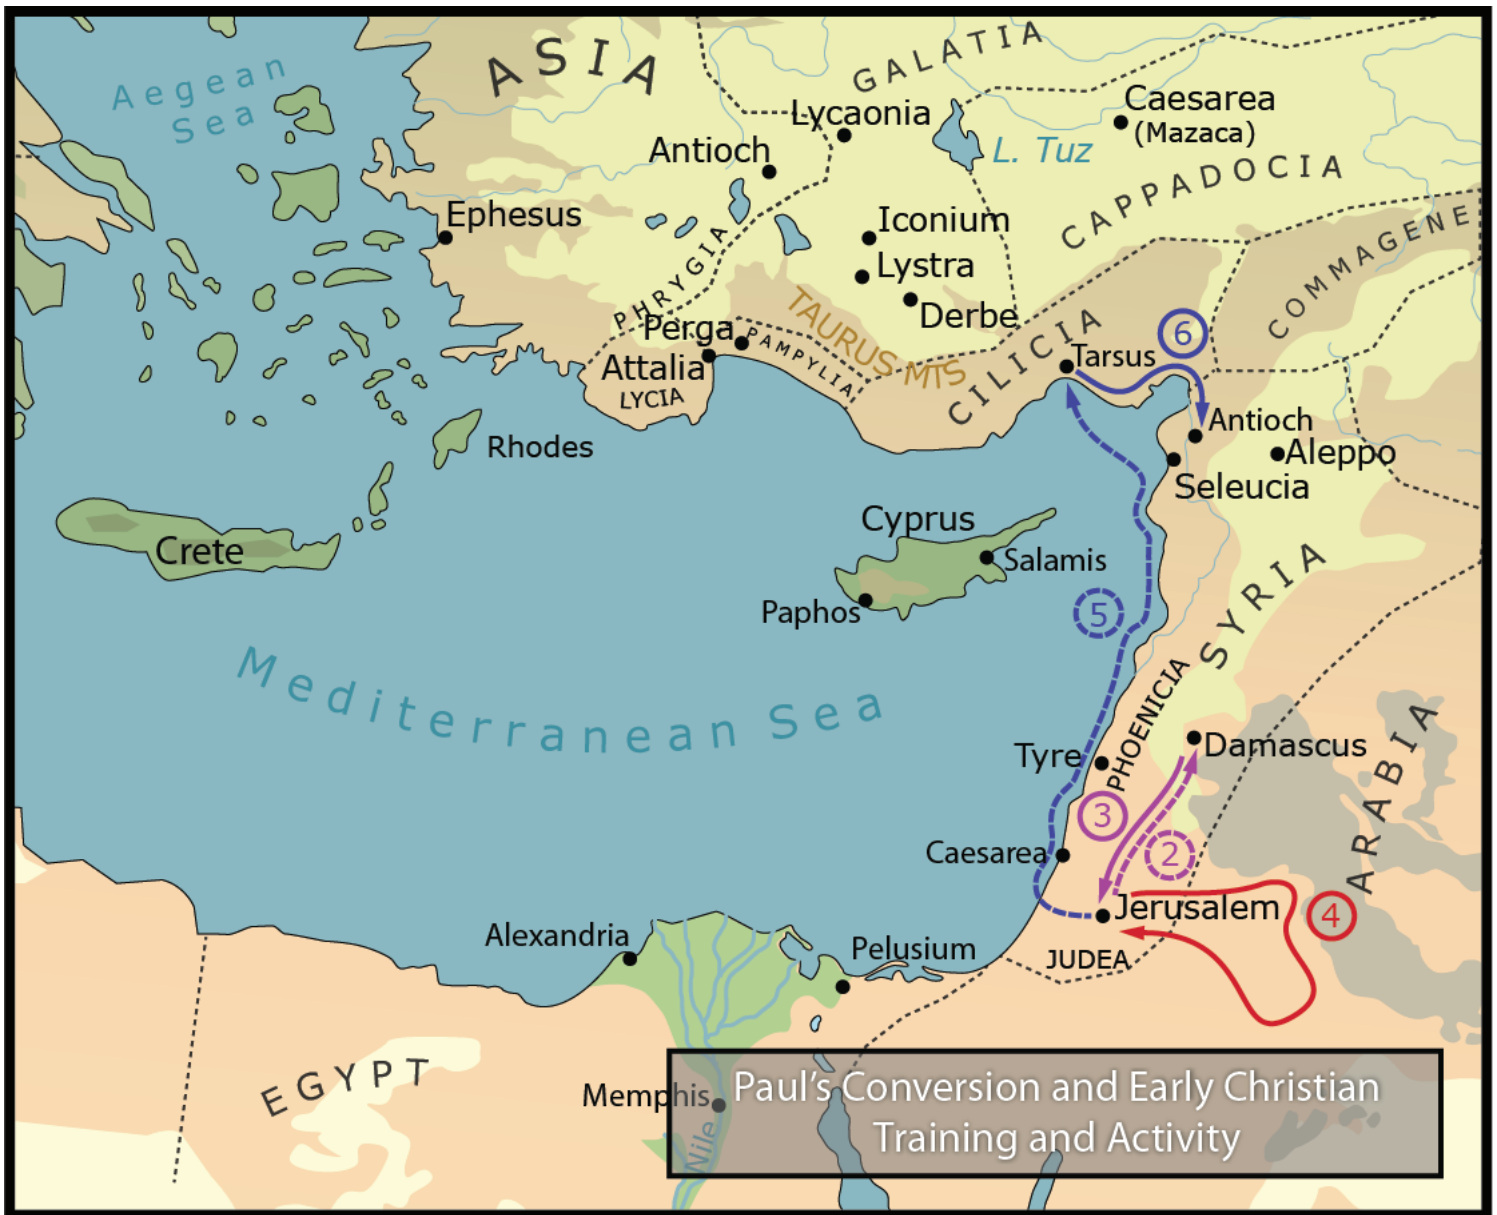 Aegean
Sea
ASIA
GALATIA
Lycaonia
Caesarea
(Mazaca)
Antioch
L. Tuz
CAPPADOCIA
Ephesus
Iconium
COMMAGENE
PHRYGIA
Lystra
TAURUS MTS
Derbe
Perga
PAMPYLIA
CILICIA
6
Tarsus
Attalia
LYCIA
Antioch
Rhodes
Aleppo
Seleucia
Cyprus
Crete
Salamis
Paphos
5
SYRIA
Mediterranean Sea
PHOENICIA
Tyre
Damascus
ARABIA
3
2
Caesarea
Jerusalem
4
Alexandria
Pelusium
JUDEA
EGYPT
Memphis
Nile
Paul's Conversion and Early Christian
Training and Activity